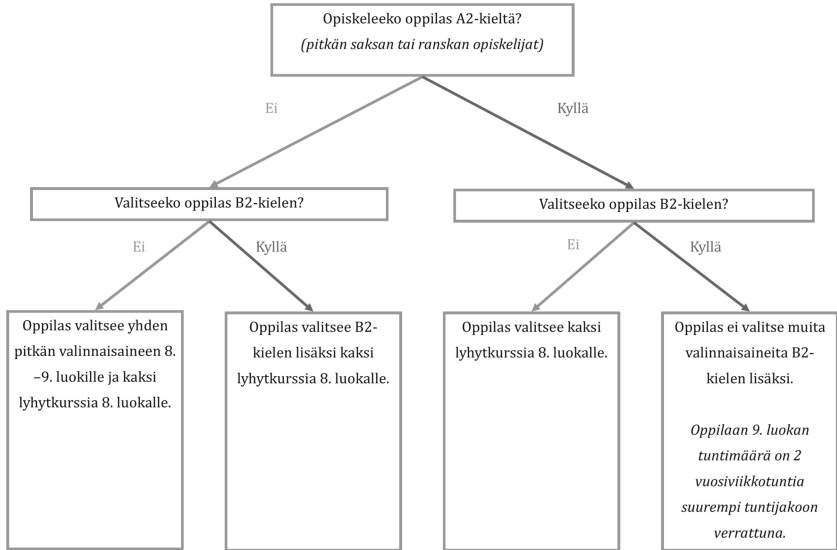 Opiskeleeko oppilas A2-kieltä?
(pitkän saksan tai ranskan opiskelijat)
Ei
Kyllä
Valitseeko oppilas B2-kielen?
Valitseeko oppilas B2-kielen?
Ei
Kyllä
Ei
Kyllä
Oppilas valitsee yhden
pitkän valinnaisaineen 8.
–9. luokille ja kaksi
lyhytkurssia 8. luokalle.
Oppilas valitsee B2-
kielen lisäksi kaksi
lyhytkurssia 8. luokalle.
Oppilas valitsee kaksi
lyhytkurssia 8. luokalle.
Oppilas ei valitse muita
valinnaisaineita B2-
kielen lisäksi.
Oppilaan 9. luokan
tuntimäärä on 2
vuosiviikkotuntia
suurempi tuntijakoon
verrattuna.